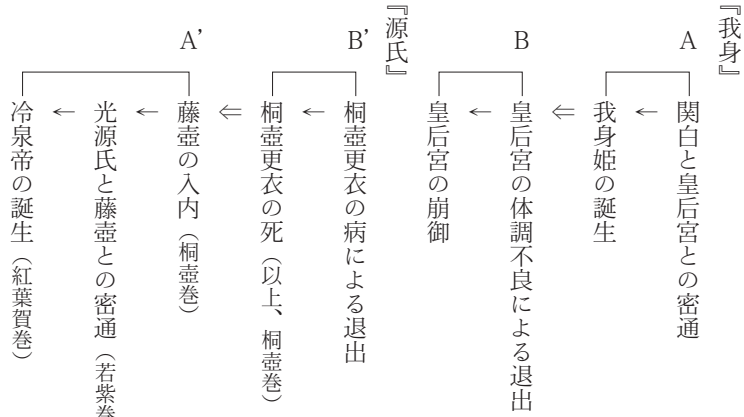 『我身』
A
関白と皇后宮との密通
←
我身姫の誕生
⇐
B
皇后宮の体調不良による退出
←
皇后宮の崩御
『源氏』
B’
桐壺更衣の病による退出
←
桐壺更衣の死（以上、桐壺巻）
⇐
A’
藤壺の入内（桐壺巻）
←
光源氏と藤壺との密通（若紫巻
←
冷泉帝の誕生（紅葉賀巻）